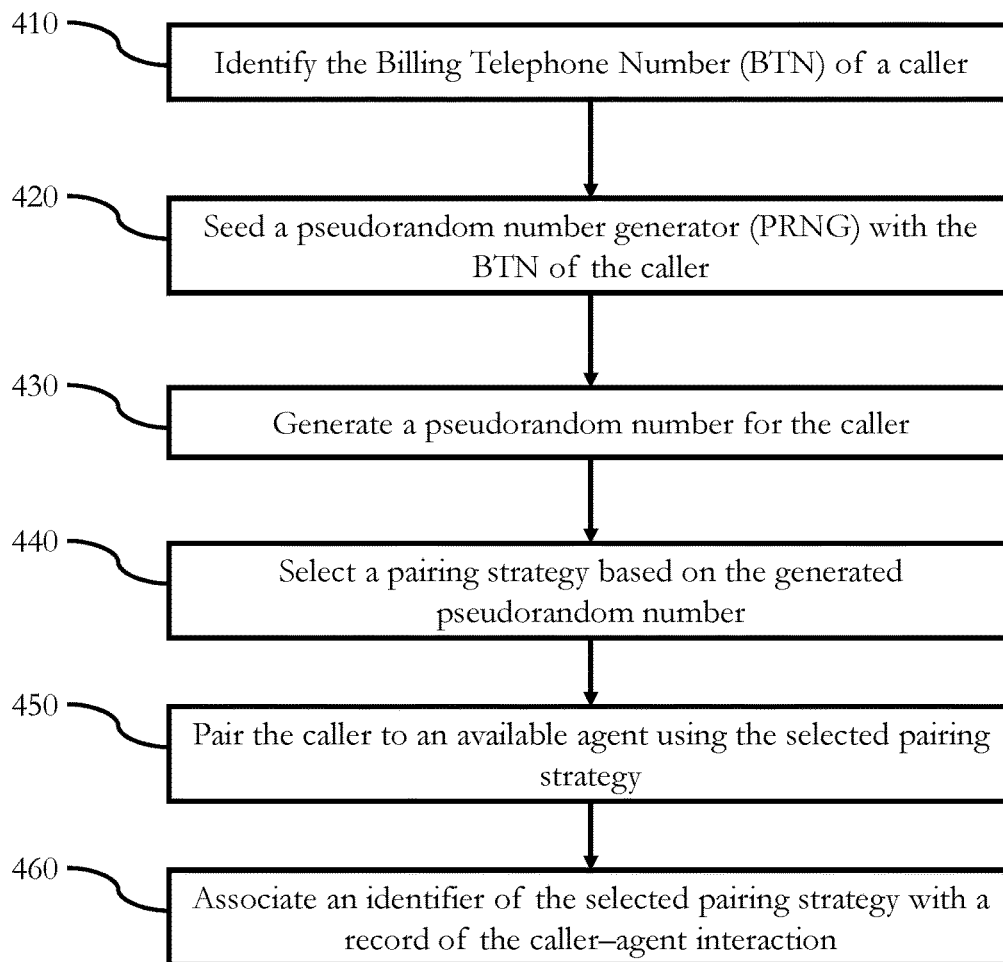 410
Identify the Billing Telephone Number (BTN) of a caller
420
Seed a pseudorandom number generator (PRNG) with the
BTN of the caller
430
Generate a pseudorandom number for the caller
440
Select a pairing strategy based on the generated
pseudorandom number
450
Pair the caller to an available agent using the selected pairing
strategy
460
Associate an identifier of the selected pairing strategy with a
record of the caller–agent interaction